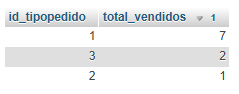 id_tipopedido total_vendidos 1
1 7
3 2
2 1